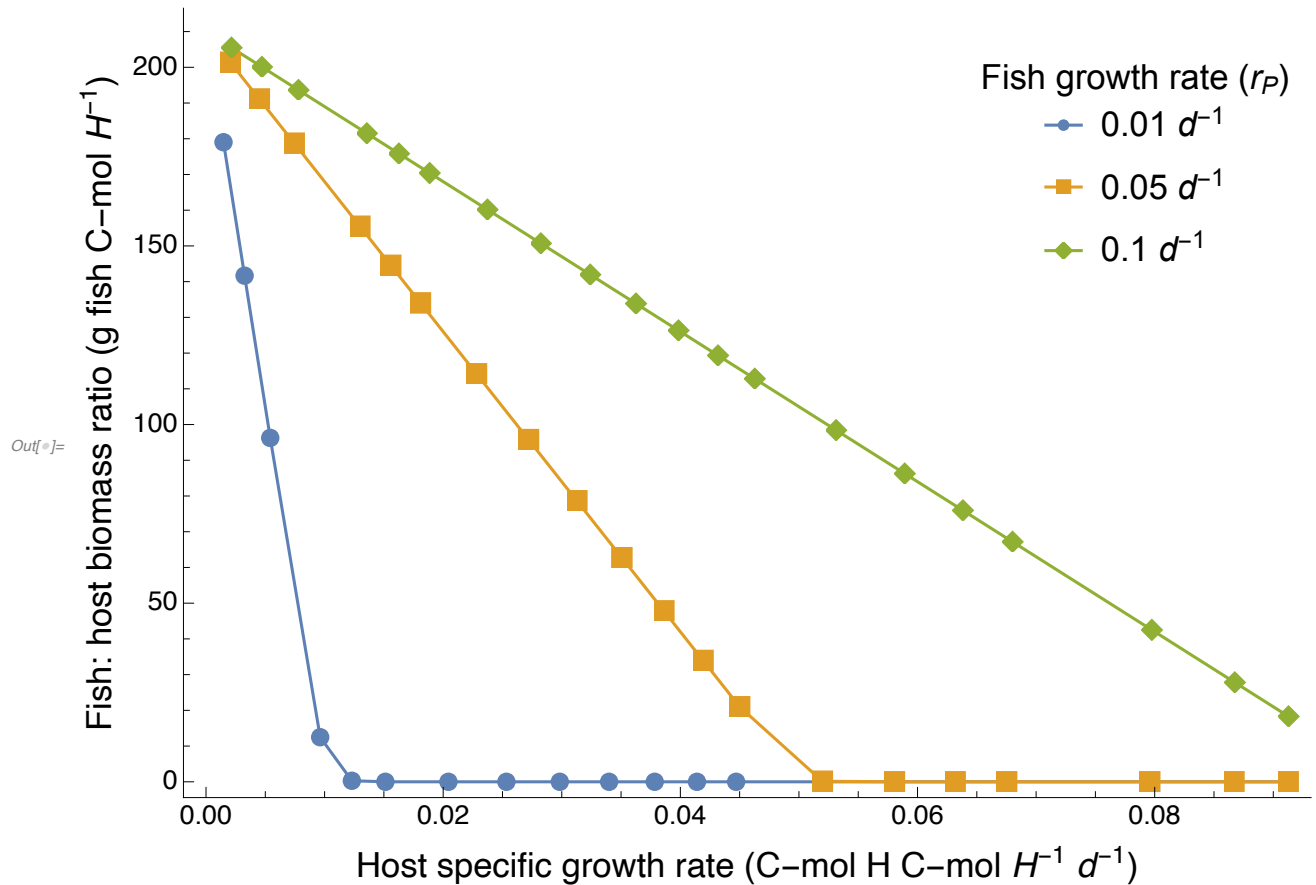 Fish growth rate (rP)
0.01 d−1
0.05 d−1
0.1 d−1
200
150
100
50
0
Fish: host biomass ratio (g fish C−mol H−1)
Out[•]=
0.00 0.02 0.04 0.06 0.08
Host specific growth rate (C−mol H C−mol H−1 d−1)